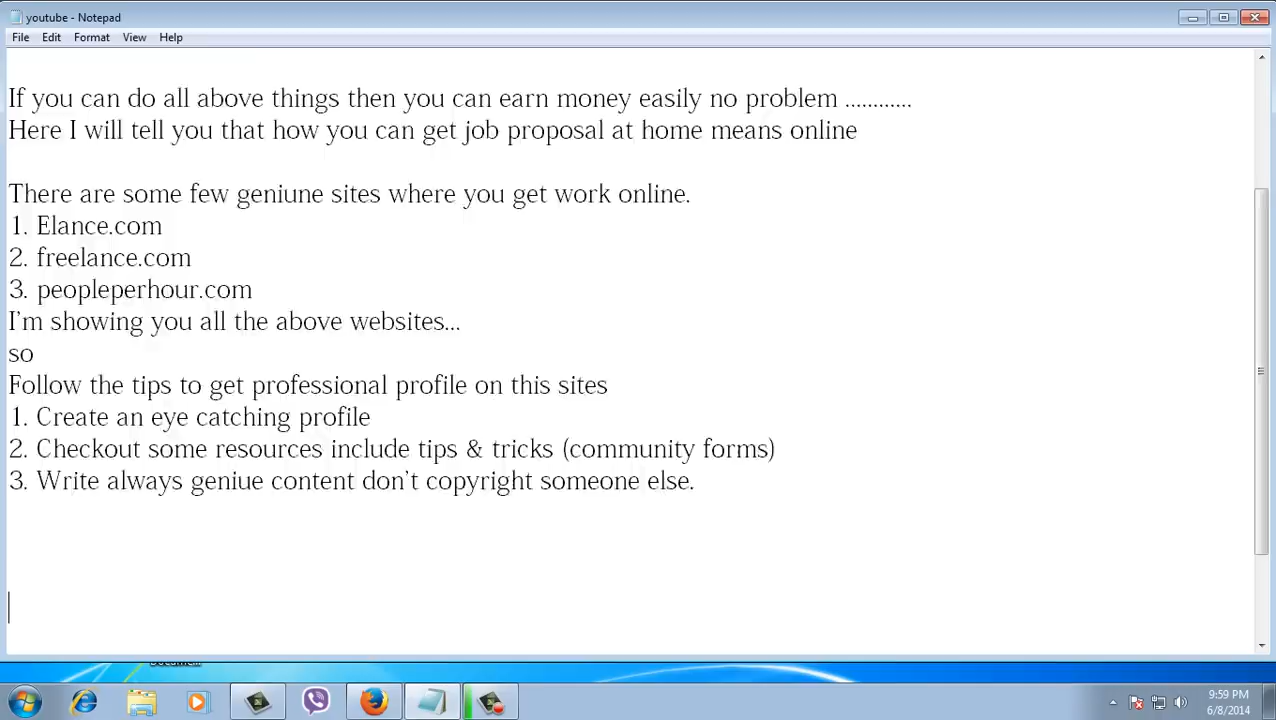 youtube - Notepad
File Edit Format View Help
If you can do all above things then you can earn money easily no problem ............
Here I will tell you that how you can get job proposal at home means online
There are some few geniune sites where you get work online.
1. Elance.com
2. freelance.com
3. peopleperhour.com
I'm showing you all the above websites...
so
Follow the tips to get professional profile on this sites
1. Create an eye catching profile
2. Checkout some resources include tips & tricks (community forms)
3. Write always geniue content don't copyright someone else.
9:59 PM
6/8/2014